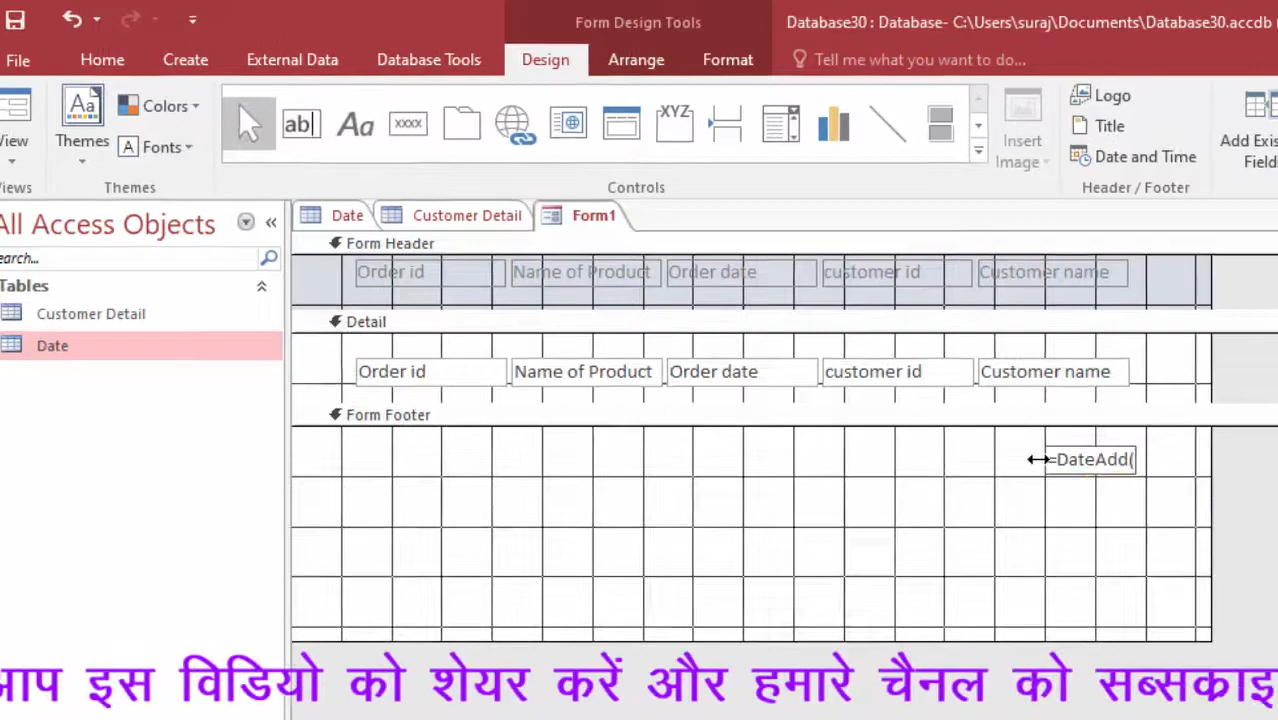 Form Design Tools
Database30 : Database- C:\Users\suraj\Documents\Database30.accdb
File Home Create External Data Database Tools Design Arrange Format Tell me what you want to do...
Themes
Colors
Fonts
Themes
ab
Aa
xxxx
XYZ
Controls
Insert Image
Logo
Title
Date and Time
Header / Footer
All Access Objects
Tables
Customer Detail
Date
Date Customer Detail Form1
Form Header
Order id Name of Product Order date customer id Customer name
Detail
Order id Name of Product Order date customer id Customer name
Form Footer
=DateAdd(
आप इस विडियो को शेयर करें और हमारे चैनल को